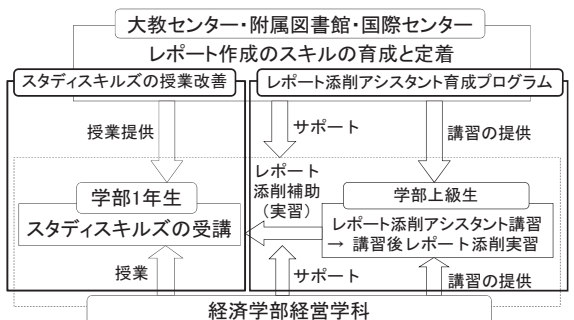 大教センター・附属図書館・国際センター
レポート作成のスキルの育成と定着
スタディスキルズの授業改善
レポート添削アシスタント育成プログラム
授業提供
サポート
講習の提供
レポート
添削補助
（実習）
学部1年生
スタディスキルズの受講
学部上級生
レポート添削アシスタント講習
→ 講習後レポート添削実習
授業
サポート
講習の提供
経済学部経営学科